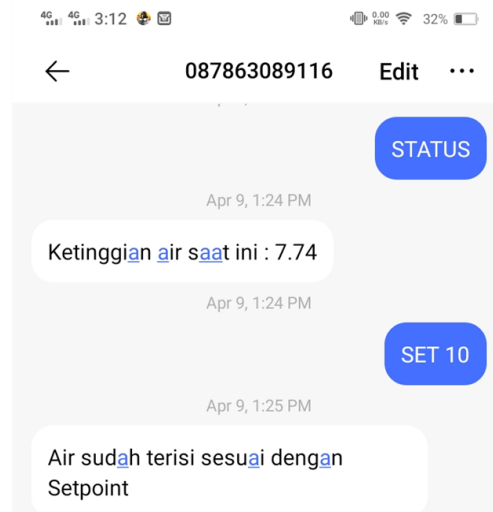 4G 4G 3:12 0.00 KB/s 32%
087863089116 Edit
STATUS
Apr 9, 1:24 PM
Ketinggian air saat ini : 7.74
Apr 9, 1:24 PM
SET 10
Apr 9, 1:25 PM
Air sudah terisi sesuai dengan
Setpoint